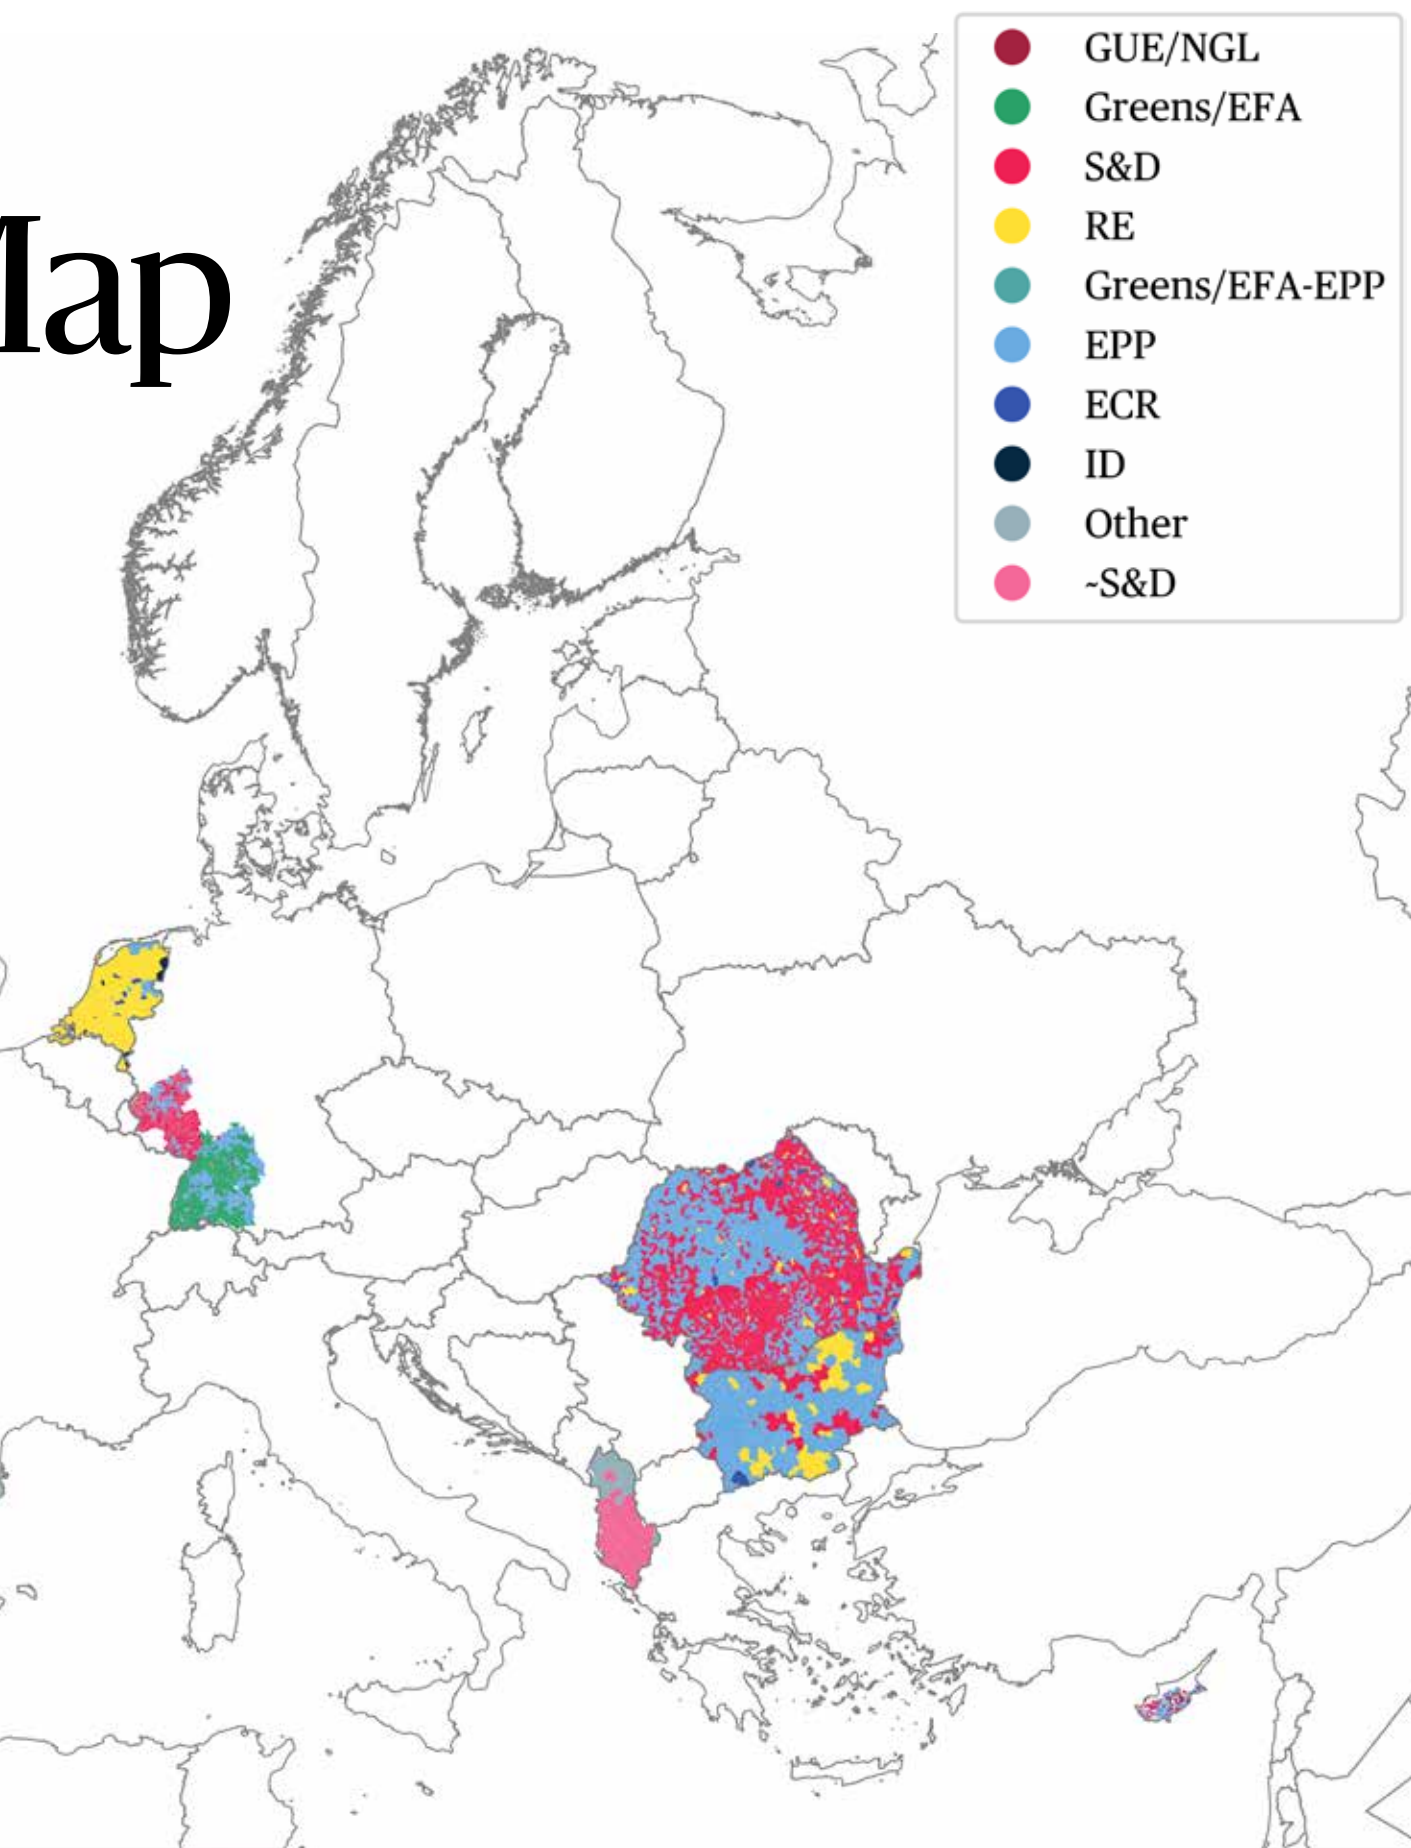 Map
GUE/NGL
Greens/EFA
S&D
RE
Greens/EFA-EPP
EPP
ECR
ID
Other
~S&D